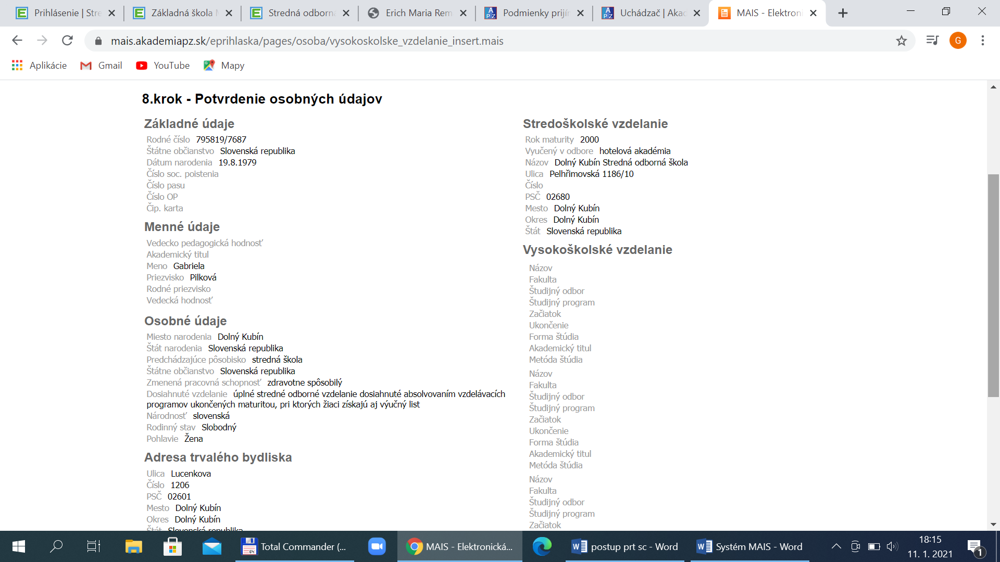 Prihlásenie | Stre
Základná škola M
Stredná odborná
Erich Maria Rem
Podmienky prijír
Uchádzač | Akad
MAIS - Elektroni
mais.akademiapz.sk/eprihlaska/pages/osoba/vysokoskolske_vzdelanie_insert.mais
G
Aplikácie
Gmail
YouTube
Mapy
8.krok - Potvrdenie osobných údajov
Základné údaje
Rodné číslo 795819/7687
Štátne občianstvo Slovenská republika
Dátum narodenia 19.8.1979
Číslo soc. poistenia
Číslo pasu
Číslo OP
Čip. karta
Menné údaje
Vedecko pedagogická hodnosť
Akademický titul
Meno Gabriela
Priezvisko Pilková
Rodné priezvisko
Vedecká hodnosť
Osobné údaje
Miesto narodenia Dolný Kubín
Štát narodenia Slovenská republika
Predchádzajúce pôsobisko stredná škola
Štátne občianstvo Slovenská republika
Zmenená pracovná schopnosť zdravotne spôsobilý
Dosiahnuté vzdelanie úplné stredné odborné vzdelanie dosiahnuté absolvovaním vzdelávacích
programov ukončených maturitou, pri ktorých žiaci získajú aj výučný list
Národnosť slovenská
Rodinný stav Slobodný
Pohlavie Žena
Adresa trvalého bydliska
Ulica Lucenkova
Číslo 1206
PSČ 02601
Mesto Dolný Kubín
Okres Dolný Kubín
Štát Slovenská republika
Stredoškolské vzdelanie
Rok maturity 2000
Vyučený v odbore hotelová akadémia
Názov Dolný Kubín Stredná odborná škola
Ulica Pelhřimovská 1186/10
Číslo
PSČ 02680
Mesto Dolný Kubín
Okres Dolný Kubín
Štát Slovenská republika
Vysokoškolské vzdelanie
Názov
Fakulta
Študijný odbor
Študijný program
Začiatok
Ukončenie
Forma štúdia
Akademický titul
Metóda štúdia
Názov
Fakulta
Študijný odbor
Študijný program
Začiatok
Ukončenie
Forma štúdia
Akademický titul
Metóda štúdia
Názov
Fakulta
Študijný odbor
Študijný program
Začiatok
Total Commander (...
MAIS - Elektronická...
postup prt sc - Word
Systém MAIS - Word
18:15
11. 1. 2021
1